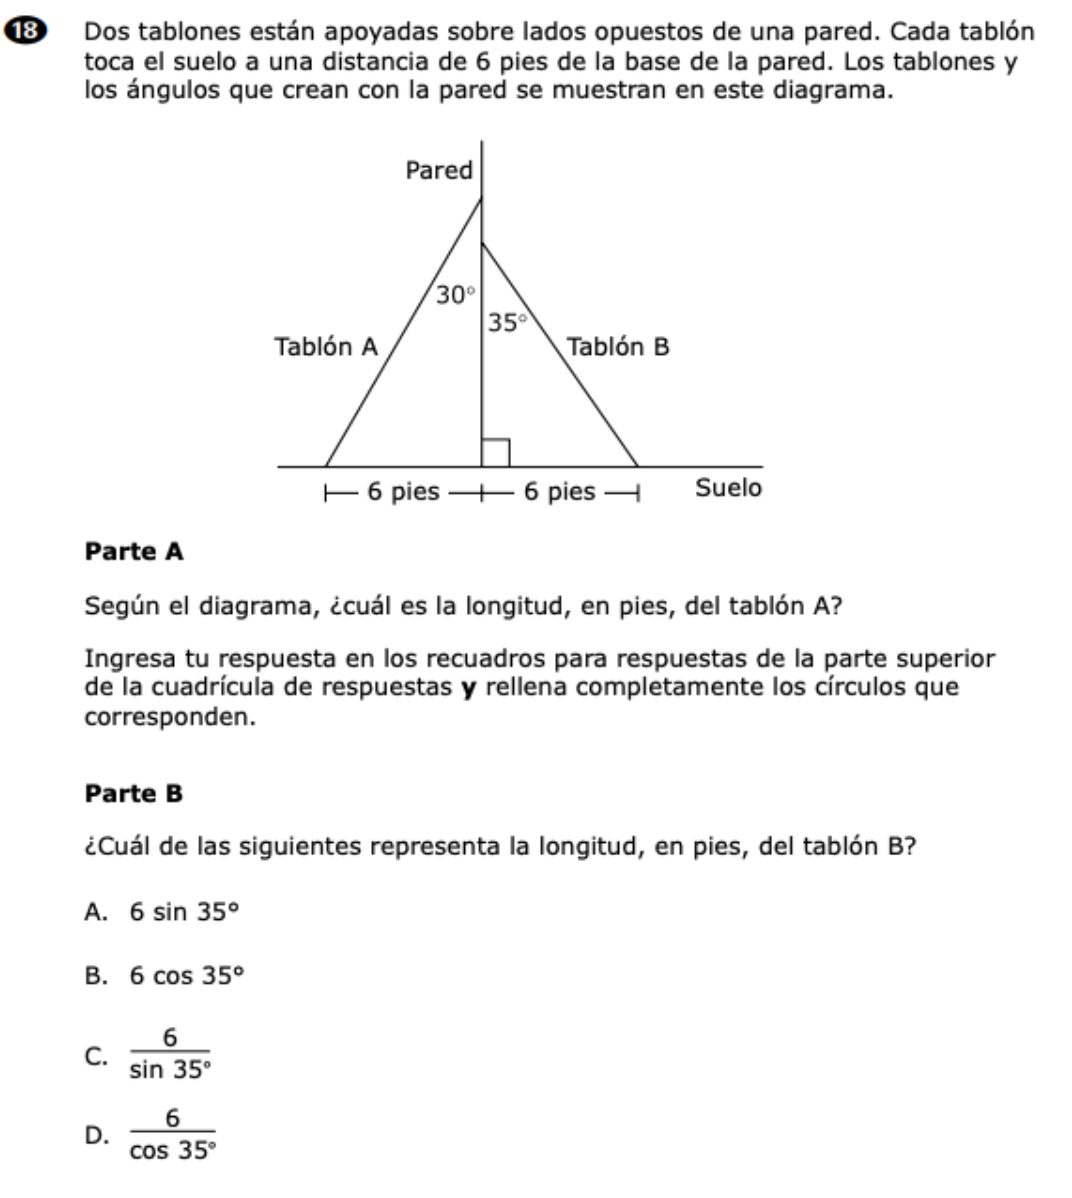 18 Dos tablones están apoyadas sobre lados opuestos de una pared. Cada tablón
toca el suelo a una distancia de 6 pies de la base de la pared. Los tablones y
los ángulos que crean con la pared se muestran en este diagrama.
Pared
30°
35°
Tablón A
Tablón B
6 pies
6 pies
Suelo
Parte A
Según el diagrama, ¿cuál es la longitud, en pies, del tablón A?
Ingresa tu respuesta en los recuadros para respuestas de la parte superior
de la cuadrícula de respuestas y rellena completamente los círculos que
corresponden.
Parte B
¿Cuál de las siguientes representa la longitud, en pies, del tablón B?
A. 6 sin 35°
B. 6 cos 35°
C. 6
sin 35°
D. 6
cos 35°